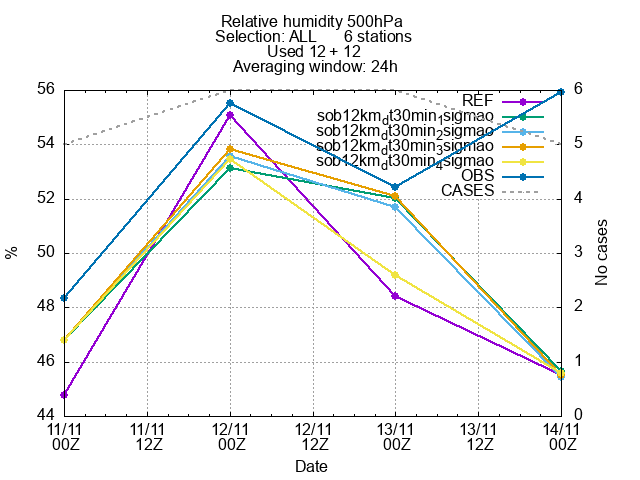 Relative humidity 500hPa
Selection: ALL 6 stations
Used 12 + 12
Averaging window: 24h
56 6
REF
sob12km_dt30min_1sigmao
sob12km_dt30min_2sigmao
54 sob12km_dt30min_3sigmao 5
sob12km_dt30min_4sigmao
OBS
CASES
52 4
50 3
%
No cases
48 2
46 1
44 0
11/11 11/11 12/11 12/11 13/11 13/11 14/11
00Z 12Z 00Z 12Z 00Z 12Z 00Z
Date